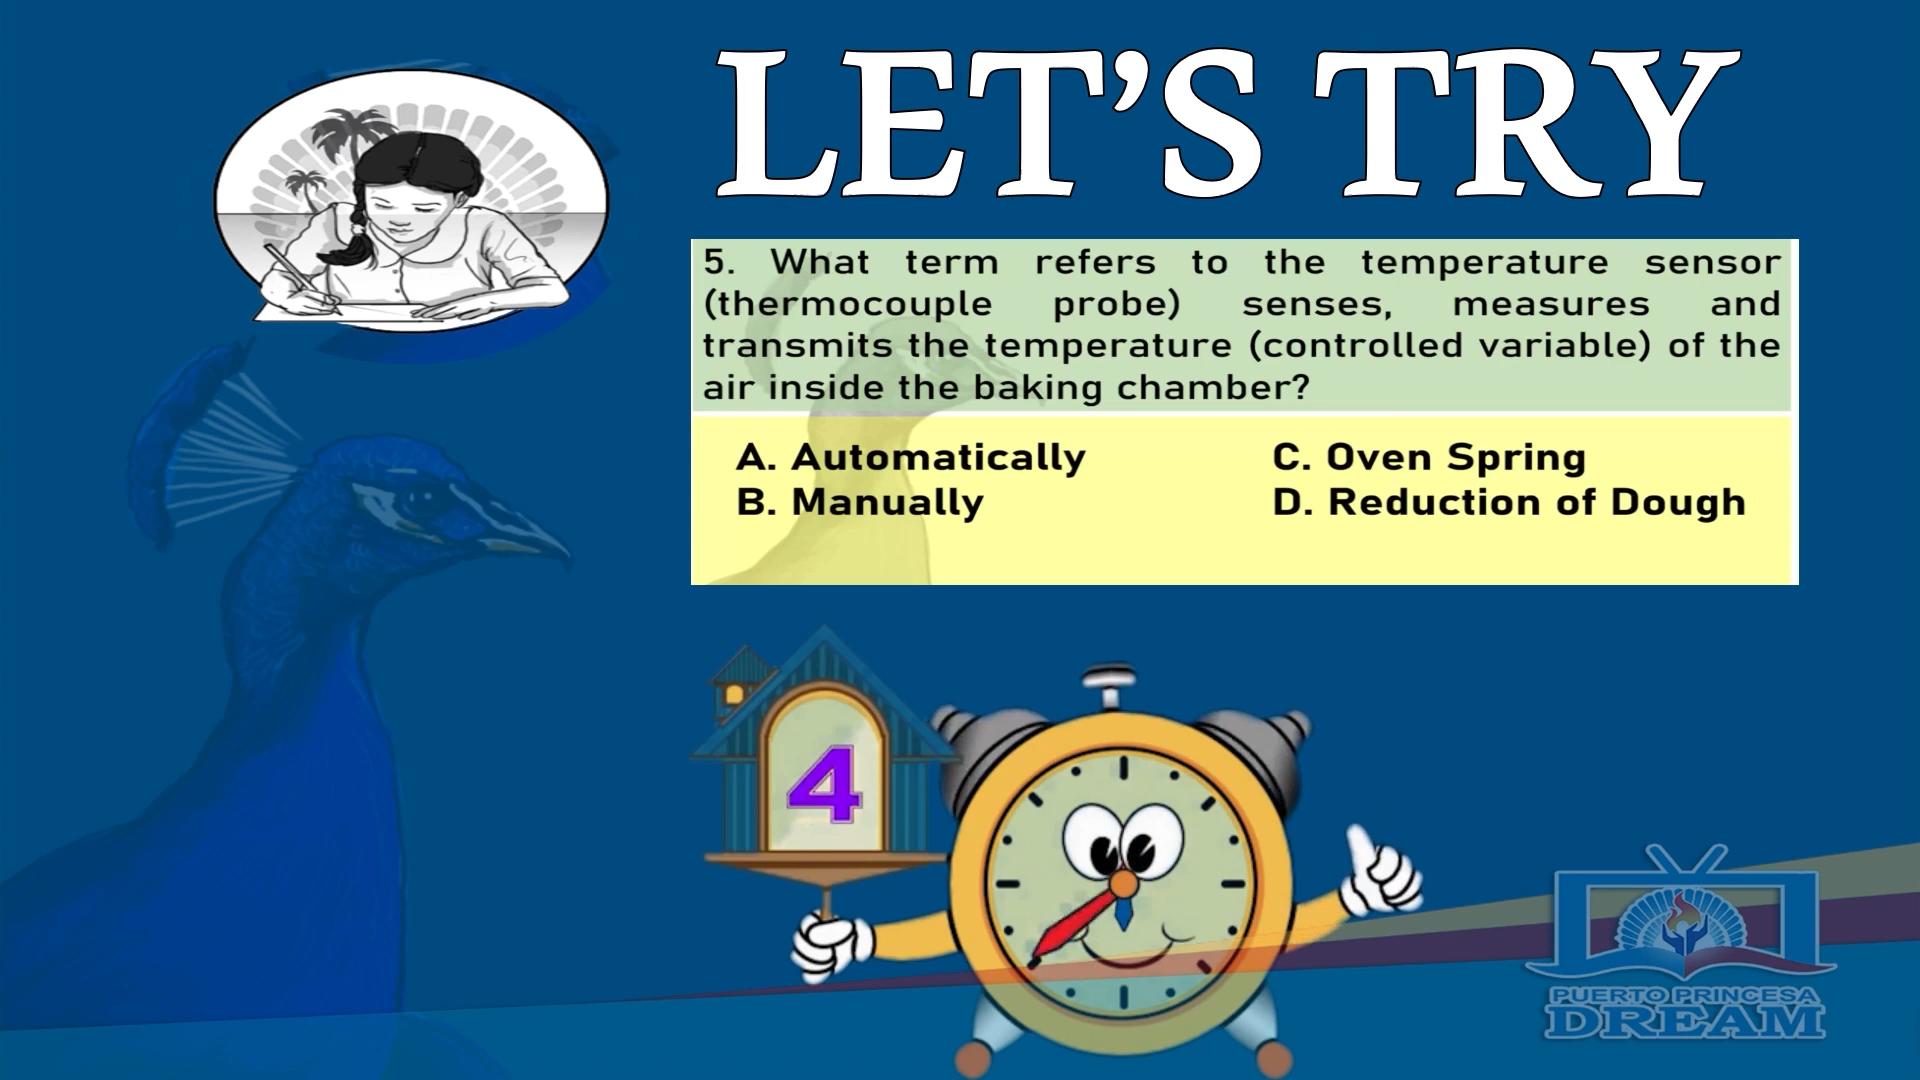 LET'S TRY
5. What term refers to the temperature sensor
(thermocouple probe) senses, measures and
transmits the temperature (controlled variable) of the
air inside the baking chamber?
A. Automatically
B. Manually
C. Oven Spring
D. Reduction of Dough
4
PUERTO PRINCESA
DREAM